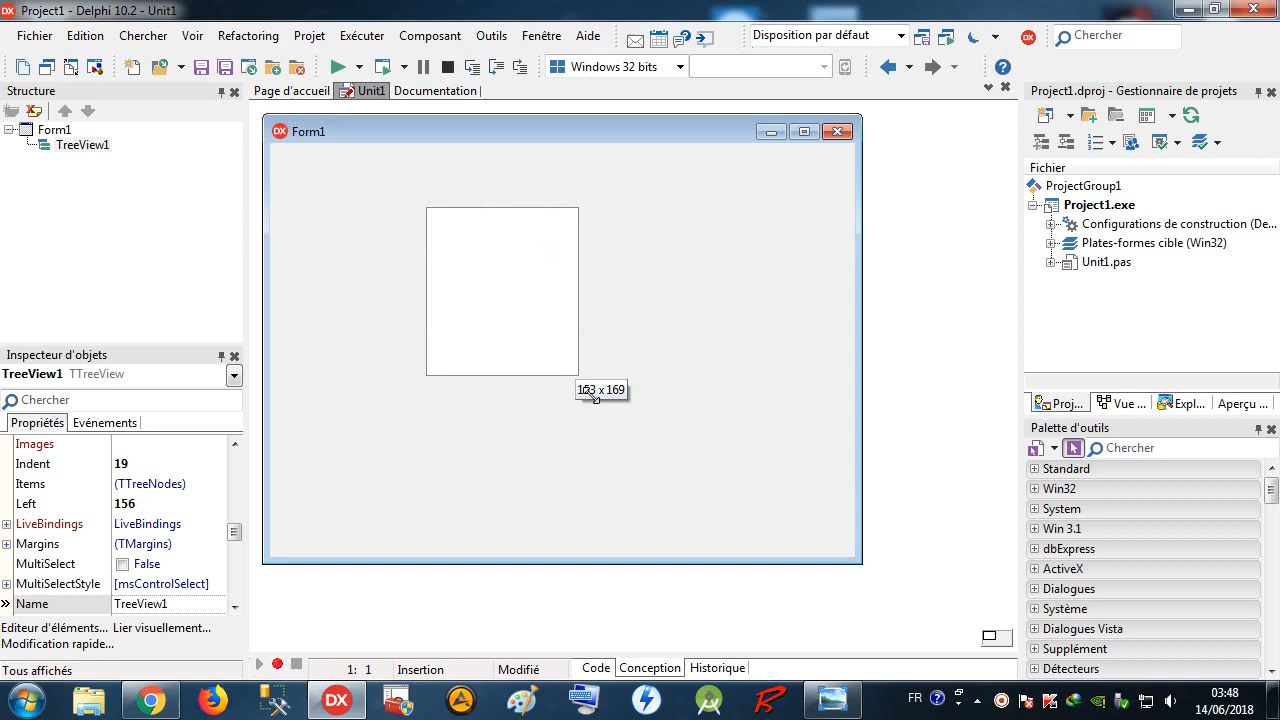 Project1 - Delphi 10.2 - Unit1
Fichier Edition Chercher Voir Refactoring Projet Exécuter Composant Outils Fenêtre Aide Disposition par défaut Chercher
Windows 32 bits
Structure
Form1
TreeView1
Page d'accueil Unit1 Documentation
Form1
153 x 169
Project1.dproj - Gestionnaire de projets
Fichier
ProjectGroup1
Project1.exe
Configurations de construction (De...
Plates-formes cible (Win32)
Unit1.pas
Proj... Vue ... Expl... Aperçu ...
Inspecteur d'objets
TreeView1 TTreeView
Chercher
Propriétés Evénements
Images
Indent 19
Items (TTreeNodes)
Left 156
LiveBindings LiveBindings
Margins (TMargins)
MultiSelect False
MultiSelectStyle [msControlSelect]
Name TreeView1
Editeur d'éléments... Lier visuellement...
Modification rapide...
Tous affichés
Palette d'outils
Chercher
Standard
Win32
System
Win 3.1
dbExpress
ActiveX
Dialogues
Système
Dialogues Vista
Détecteurs
1: 1 Insertion Modifié Code Conception Historique
FR 03:48
14/06/2018